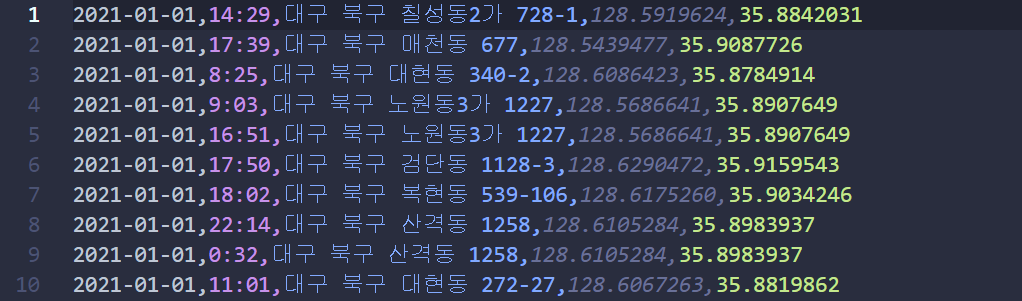 1 2021-01-01,14:29,대구 북구 칠성동2가 728-1,128.5919624,35.8842031
2 2021-01-01,17:39,대구 북구 매천동 677,128.5439477,35.9087726
3 2021-01-01,8:25,대구 북구 대현동 340-2,128.6086423,35.8784914
4 2021-01-01,9:03,대구 북구 노원동3가 1227,128.5686641,35.8907649
5 2021-01-01,16:51,대구 북구 노원동3가 1227,128.5686641,35.8907649
6 2021-01-01,17:50,대구 북구 검단동 1128-3,128.6290472,35.9159543
7 2021-01-01,18:02,대구 북구 복현동 539-106,128.6175260,35.9034246
8 2021-01-01,22:14,대구 북구 산격동 1258,128.6105284,35.8983937
9 2021-01-01,0:32,대구 북구 산격동 1258,128.6105284,35.8983937
10 2021-01-01,11:01,대구 북구 대현동 272-27,128.6067263,35.8819862